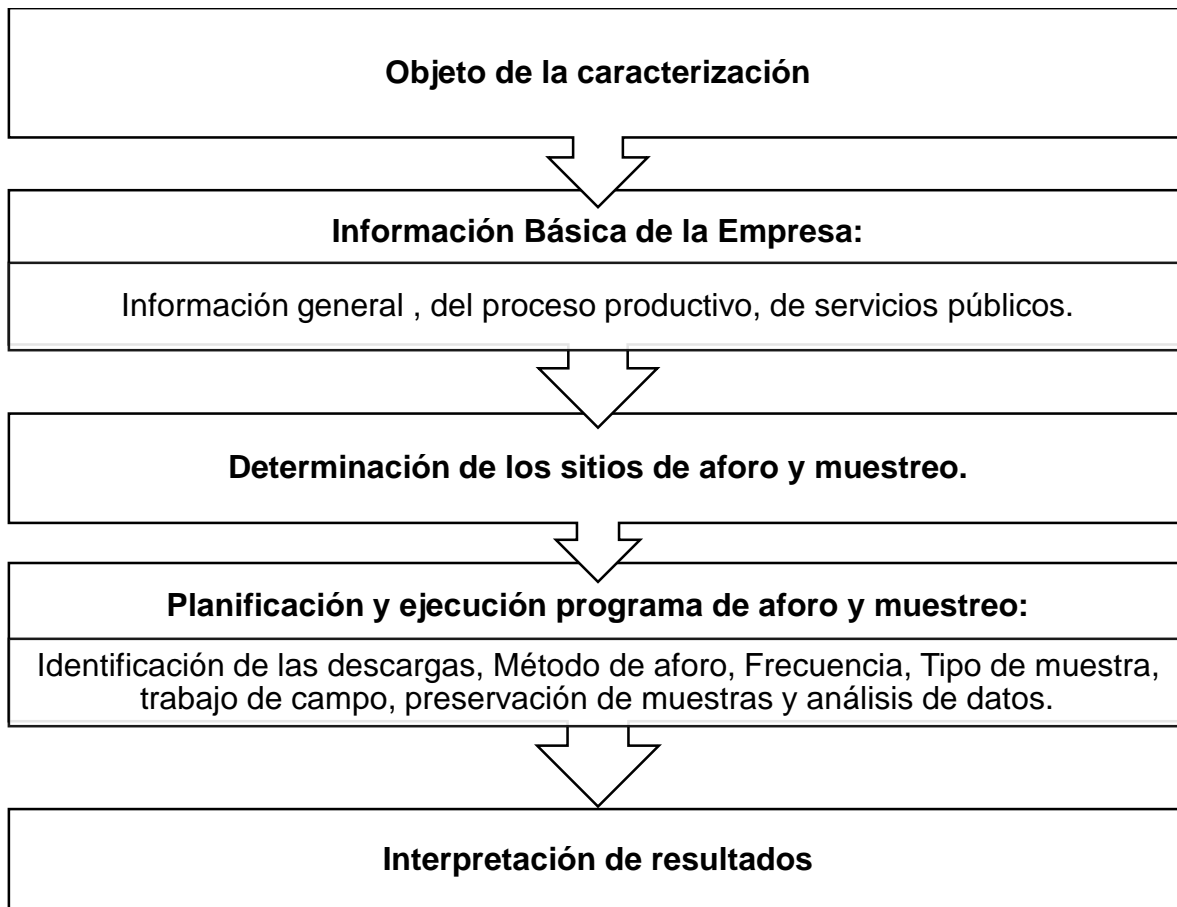 Objeto de la caracterización
Información Básica de la Empresa:
Información general , del proceso productivo, de servicios públicos.
Determinación de los sitios de aforo y muestreo.
Planificación y ejecución programa de aforo y muestreo:
Identificación de las descargas, Método de aforo, Frecuencia, Tipo de muestra,
trabajo de campo, preservación de muestras y análisis de datos.
Interpretación de resultados